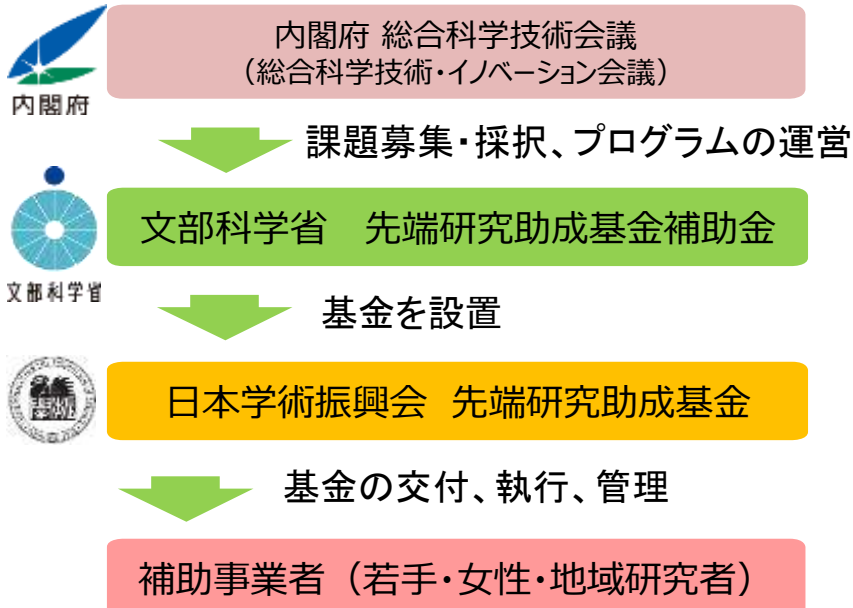 内閣府 総合科学技術会議
（総合科学技術・イノベーション会議）
内閣府
課題募集・採択、プログラムの運営
文部科学省　先端研究助成基金補助金
文部科学省
基金を設置
日本学術振興会　先端研究助成基金
基金の交付、執行、管理
補助事業者（若手・女性・地域研究者）